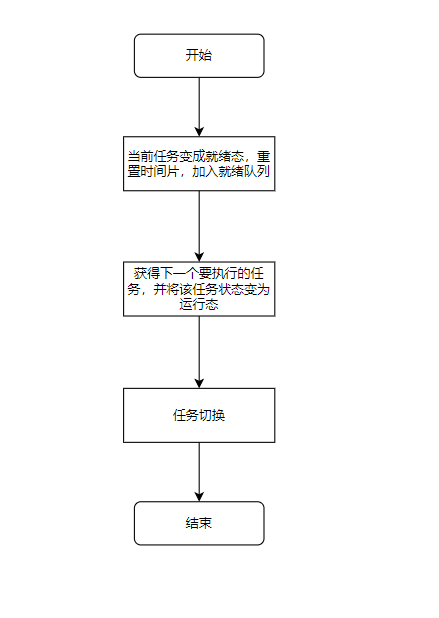 开始
当前任务变成就绪态，重
置时间片，加入就绪队列
获得下一个要执行的任
务，并将该任务状态变为
运行态
任务切换
结束